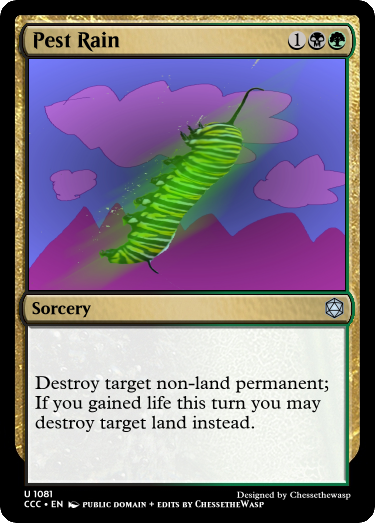 Pest Rain 1
Sorcery
Destroy target non-land permanent;
If you gained life this turn you may
destroy target land instead.
U 1081
Designed by Chessethewasp
CCC • EN PUBLIC DOMAIN + EDITS BY CHESSETHEWASP